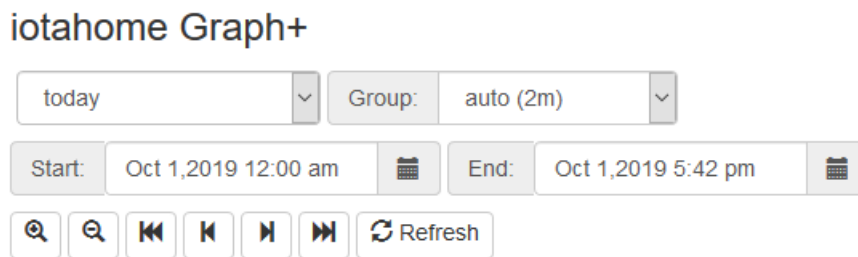 iotahome Graph+
today Group: auto (2m)
Start: Oct 1,2019 12:00 am End: Oct 1,2019 5:42 pm
Refresh